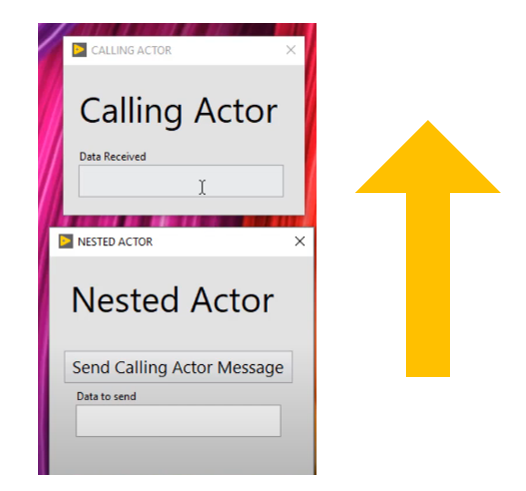 CALLING ACTOR
Calling Actor
Data Received
NESTED ACTOR
Nested Actor
Send Calling Actor Message
Data to send